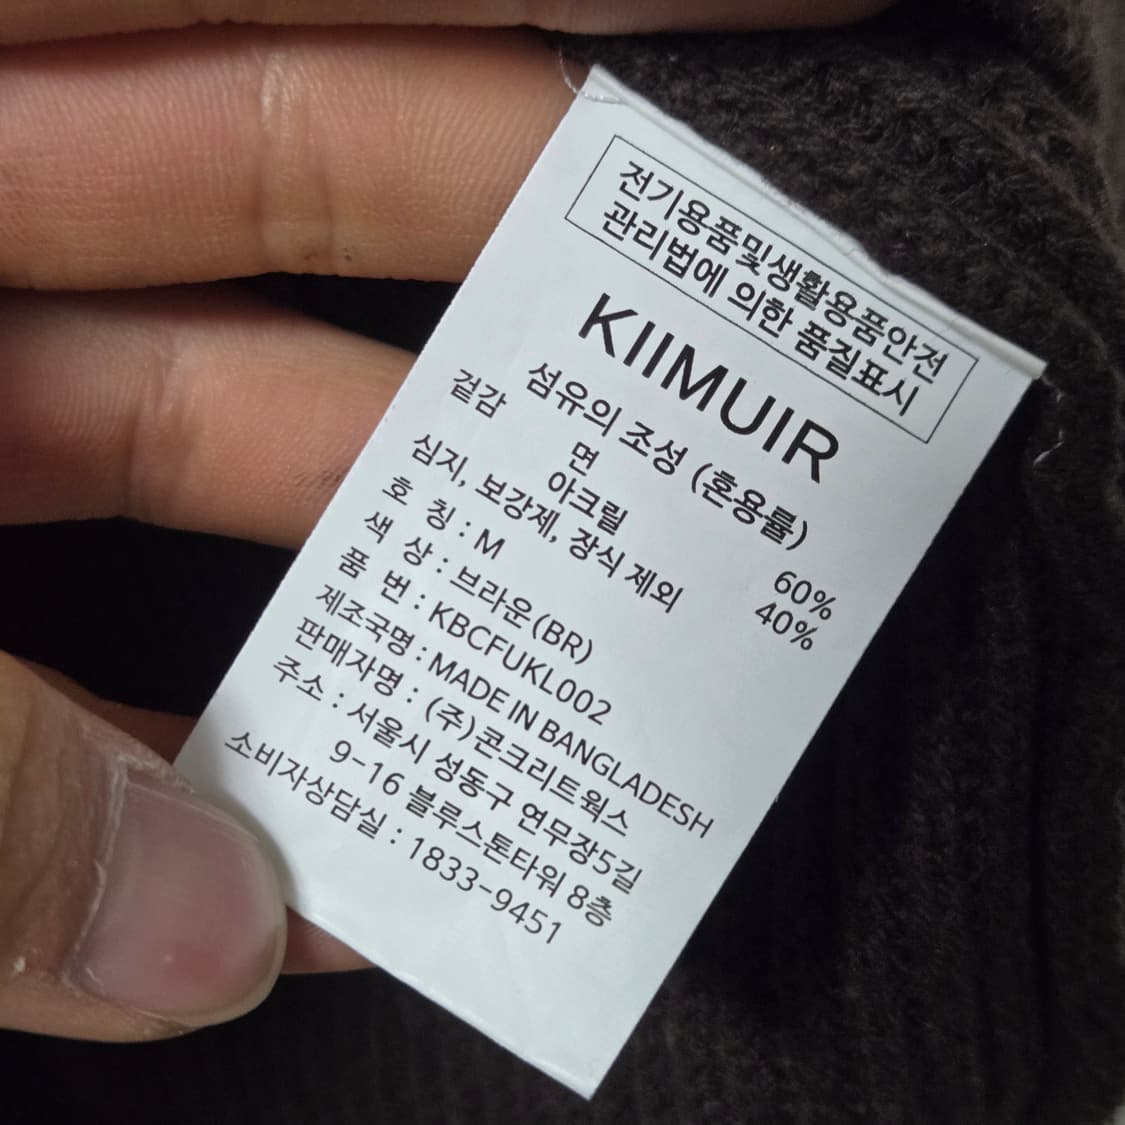 전기용품및생활용품안전
관리법에 의한 품질표시
KIIMUIR
섬유의 조성 (혼용률)
겉감
면 60%
아크릴 40%
심지, 보강제, 장식 제외
호 칭 : M
색 상 : 브라운(BR)
품 번 : KBCFUKL002
제조국명 : MADE IN BANGLADESH
판매자명 : (주)콘크리트웍스
주소 : 서울시 성동구 연무장5길
9-16 블루스톤타워 8층
소비자상담실 : 1833-9451